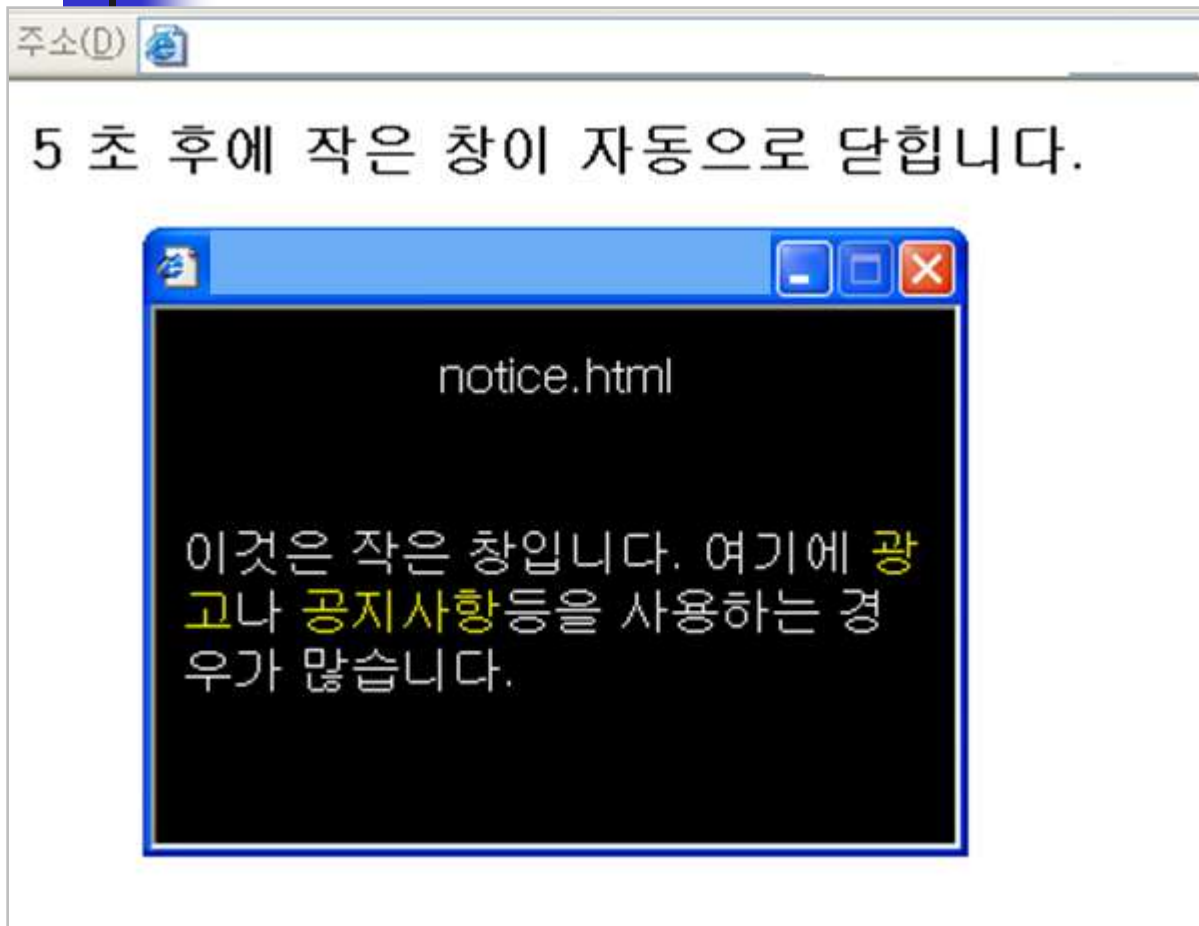 주소(D)
5 초 후에 작은 창이 자동으로 닫힙니다.
notice.html
이것은 작은 창입니다. 여기에 광
고나 공지사항등을 사용하는 경
우가 많습니다.